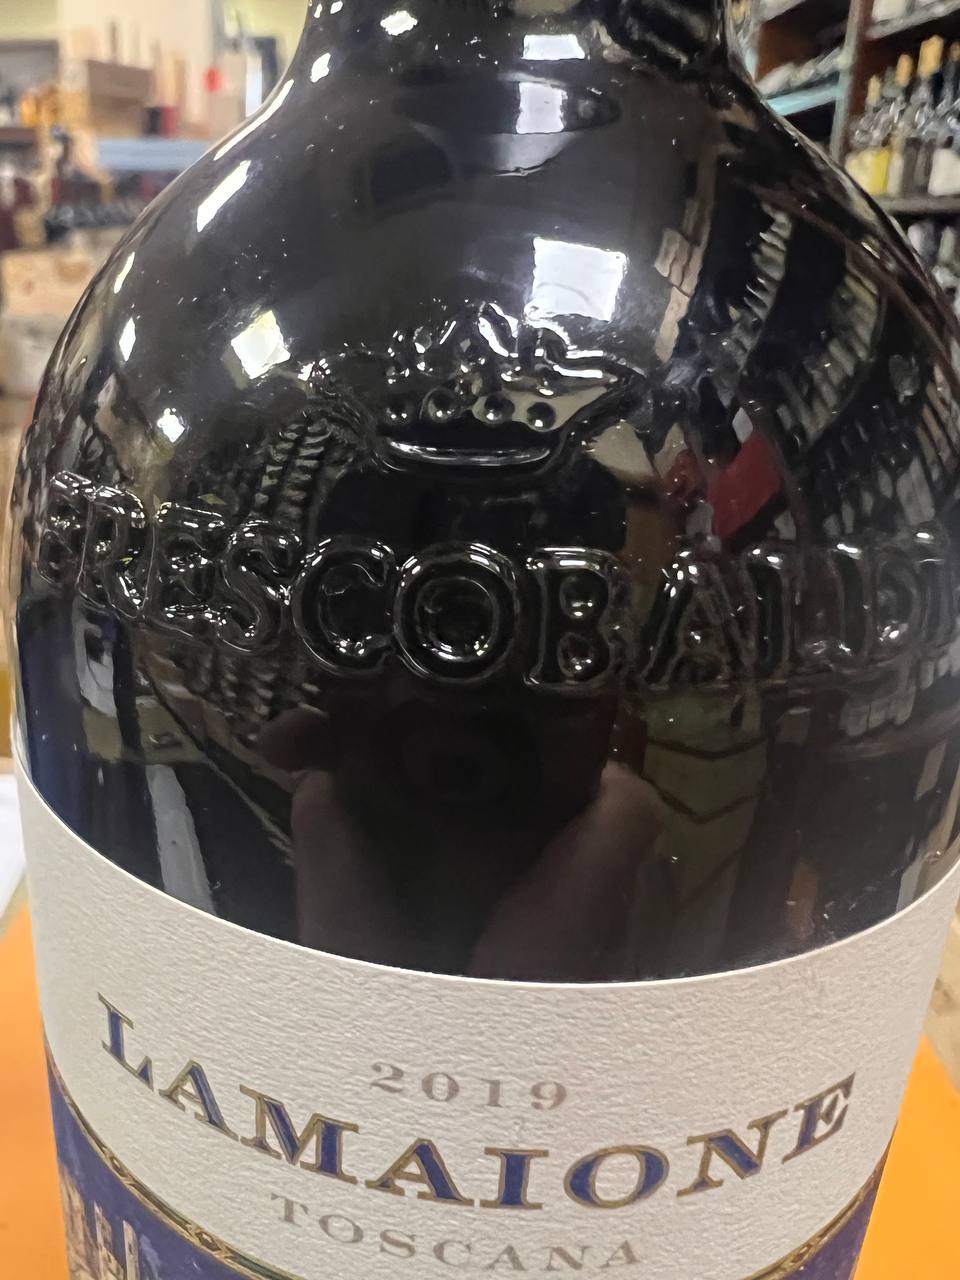 FRESCOBALDI
2019
LAMAIONE
TOSCANA